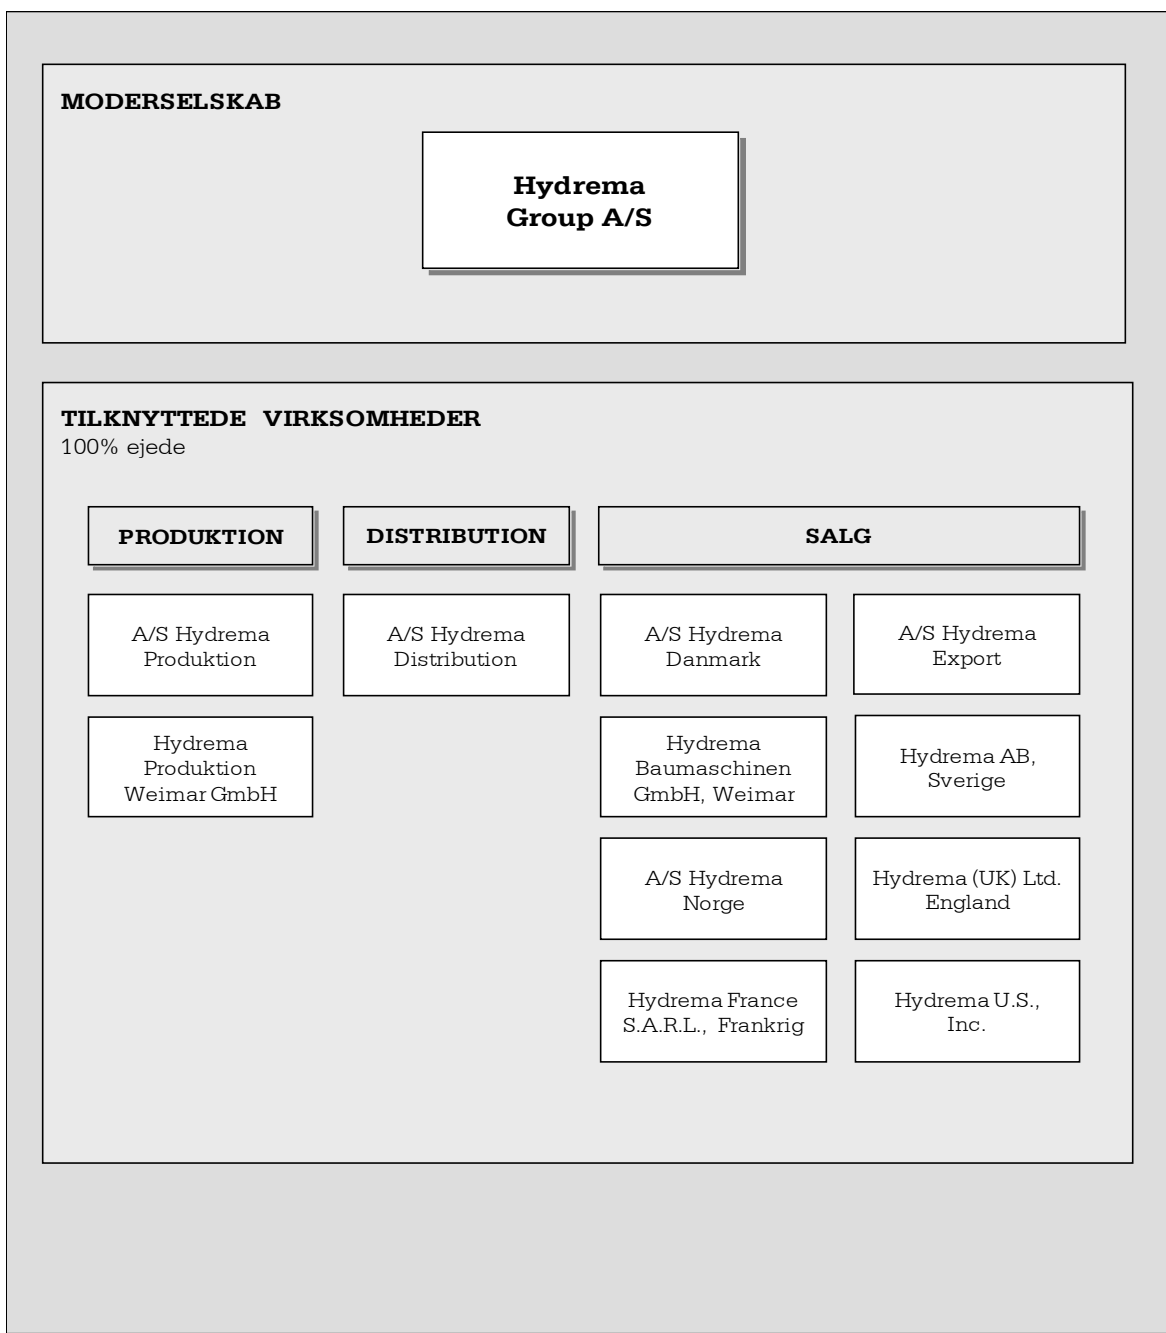 MODERSELSKAB
Hydrema
Group A/S
TILKNYTTEDE VIRKSOMHEDER
100% ejede
PRODUKTION
DISTRIBUTION
SALG
A/S Hydrema
Produktion
A/S Hydrema
Distribution
A/S Hydrema
Danmark
A/S Hydrema
Export
Hydrema
Produktion
Weimar GmbH
Hydrema
Baumaschinen
GmbH, Weimar
Hydrema AB,
Sverige
A/S Hydrema
Norge
Hydrema (UK) Ltd.
England
Hydrema France
S.A.R.L., Frankrig
Hydrema U.S.,
Inc.